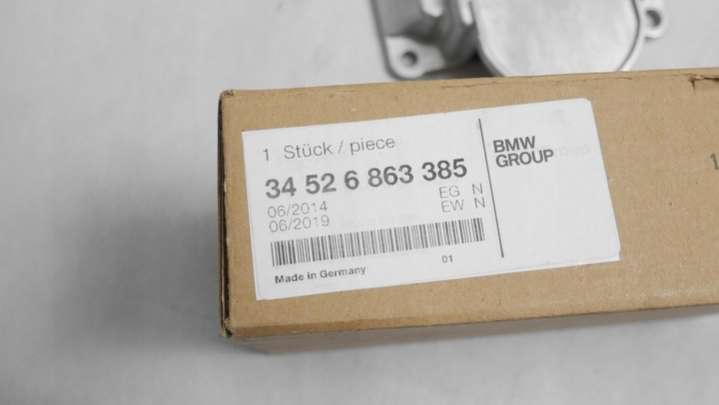 1 Stück / piece
34 52 6 863 385
06/2014 EG N
06/2019 EW N
Made in Germany 01
BMW
GROUP